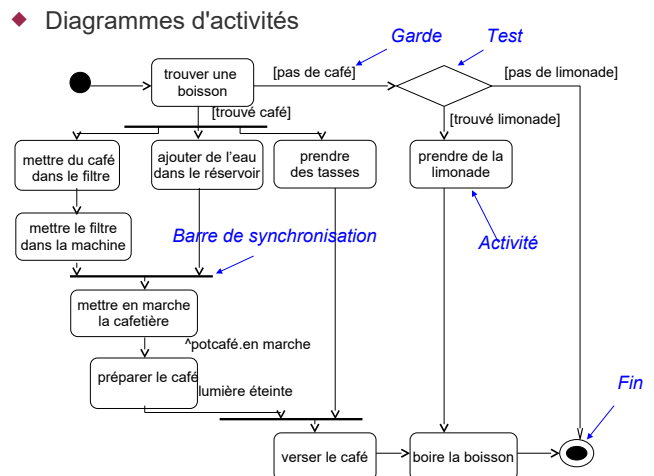 Diagrammes d'activités
Garde
Test
trouver une
boisson
[pas de café]
[pas de limonade]
[trouvé café]
[trouvé limonade]
mettre du café
dans le filtre
ajouter de l'eau
dans le réservoir
prendre
des tasses
prendre de la
limonade
mettre le filtre
dans la machine
Barre de synchronisation
Activité
mettre en marche
la cafetière
^potcafé.en marche
préparer le café
lumière éteinte
Fin
verser le café
boire la boisson